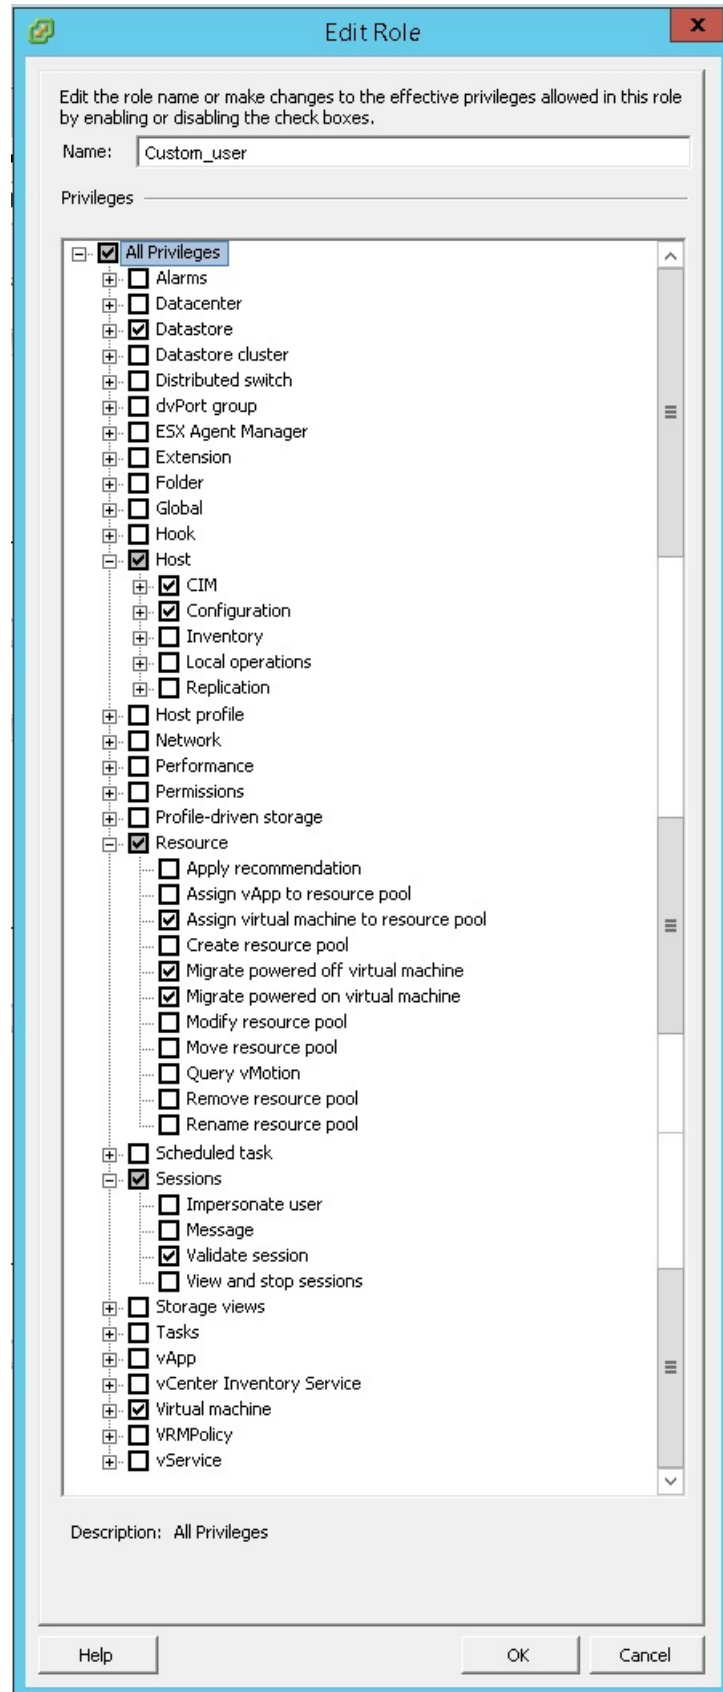 Edit Role
x
Edit the role name or make changes to the effective privileges allowed in this role
by enabling or disabling the check boxes.
Name: Custom_user
Privileges
All Privileges
Alarms
Datacenter
Datastore
Datastore cluster
Distributed switch
dvPort group
ESX Agent Manager
Extension
Folder
Global
Hook
Host
CIM
Configuration
Inventory
Local operations
Replication
Host profile
Network
Performance
Permissions
Profile-driven storage
Resource
Apply recommendation
Assign vApp to resource pool
Assign virtual machine to resource pool
Create resource pool
Migrate powered off virtual machine
Migrate powered on virtual machine
Modify resource pool
Move resource pool
Query vMotion
Remove resource pool
Rename resource pool
Scheduled task
Sessions
Impersonate user
Message
Validate session
View and stop sessions
Storage views
Tasks
vApp
vCenter Inventory Service
Virtual machine
VRMPolicy
vService
Description: All Privileges
Help OK Cancel